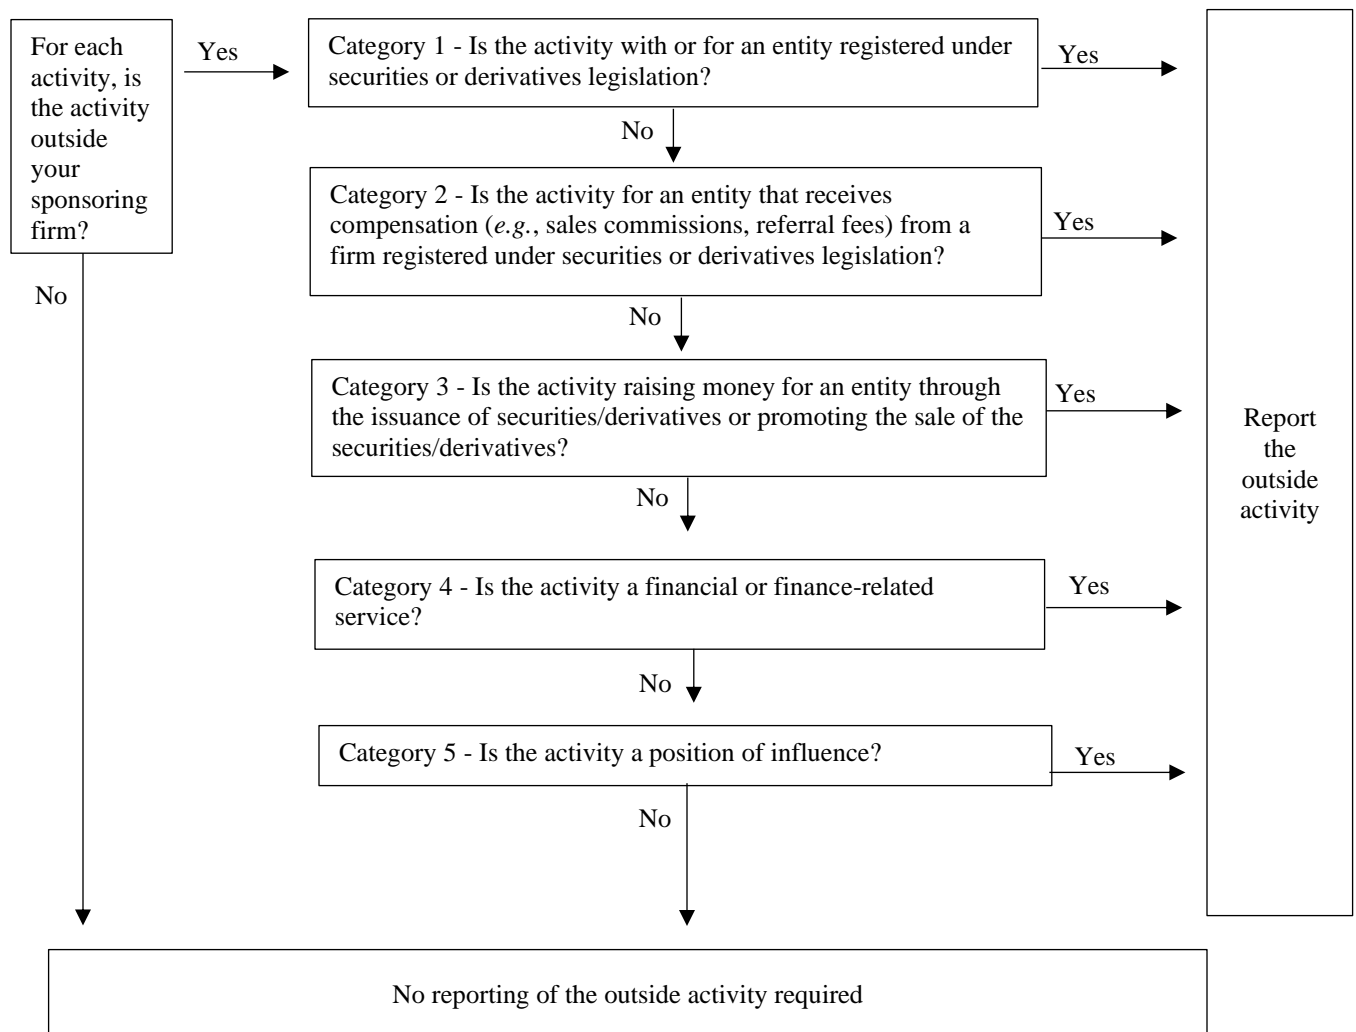 For each
activity, is
the activity
outside
your
sponsoring
firm?
Yes
No
Category 1 - Is the activity with or for an entity registered under
securities or derivatives legislation?
Yes
No
Category 2 - Is the activity for an entity that receives
compensation (e.g., sales commissions, referral fees) from a
firm registered under securities or derivatives legislation?
Yes
No
Category 3 - Is the activity raising money for an entity through
the issuance of securities/derivatives or promoting the sale of the
securities/derivatives?
Yes
No
Category 4 - Is the activity a financial or finance-related
service?
Yes
No
Category 5 - Is the activity a position of influence?
Yes
No
Report
the
outside
activity
No reporting of the outside activity required